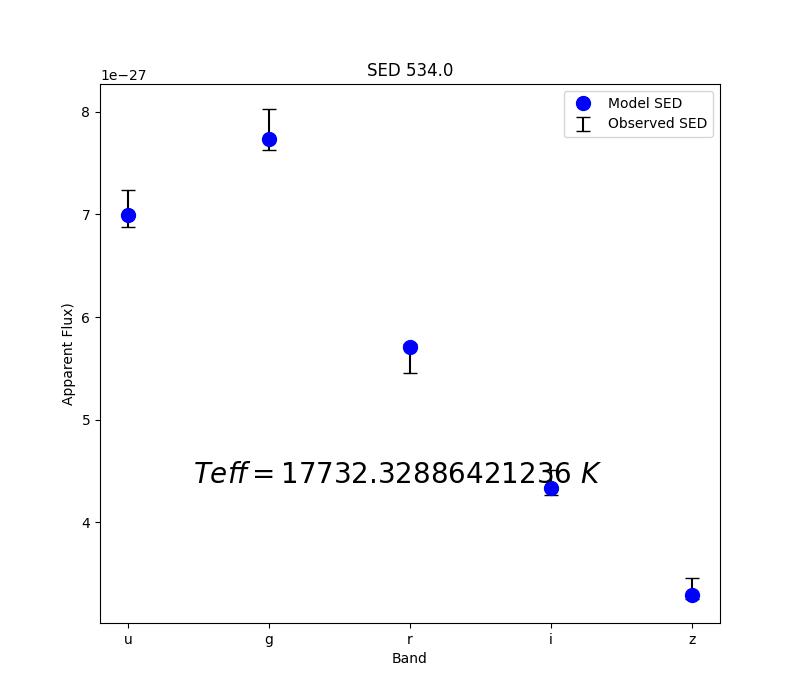 SED 534.0
1e−27
Model SED
Observed SED
8
7
6
5
4
Apparent Flux)
Teff = 17732.32886421236 K
u g r i z
Band